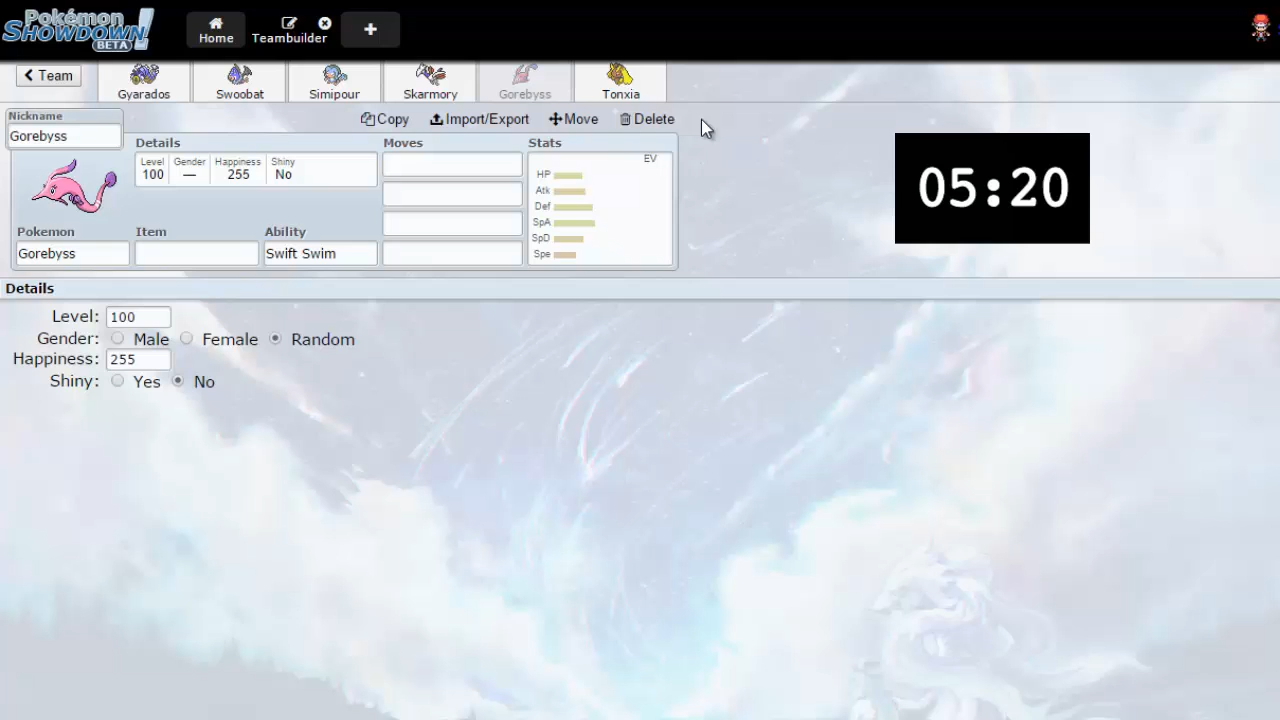 Pokémon
SHOWDOWN!
BETA
Home
Teambuilder
+
Team
Gyarados
Swoobat
Simipour
Skarmory
Gorebyss
Tonxia
Nickname
Gorebyss
Copy
Import/Export
Move
Delete
Details
Level
100
Gender
—
Happiness
255
Shiny
No
Moves
Stats
EV
HP
Atk
Def
SpA
SpD
Spe
Pokemon
Gorebyss
Item
Ability
Swift Swim
05:20
Details
Level: 100
Gender: Male Female Random
Happiness: 255
Shiny: Yes No